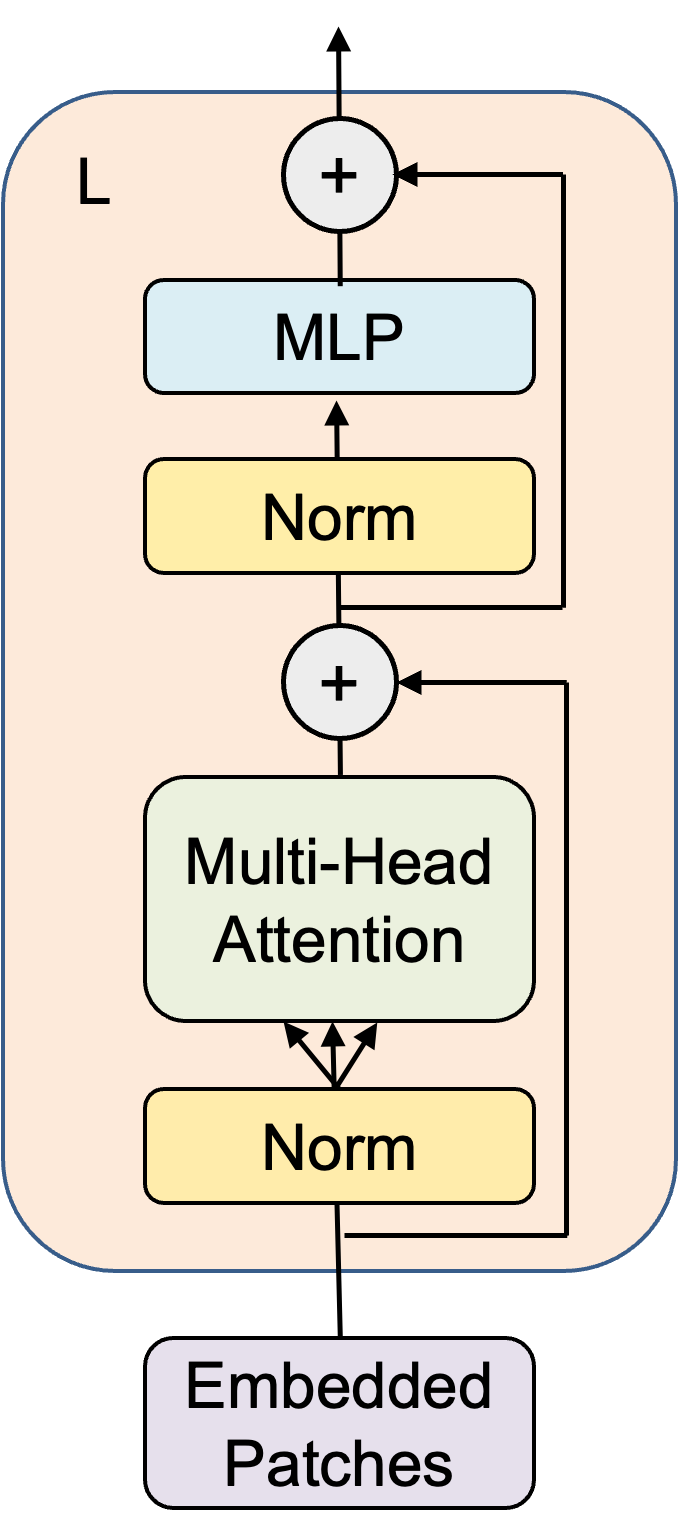 +
L
MLP
Norm
+
Multi-Head
Attention
Norm
Embedded
Patches